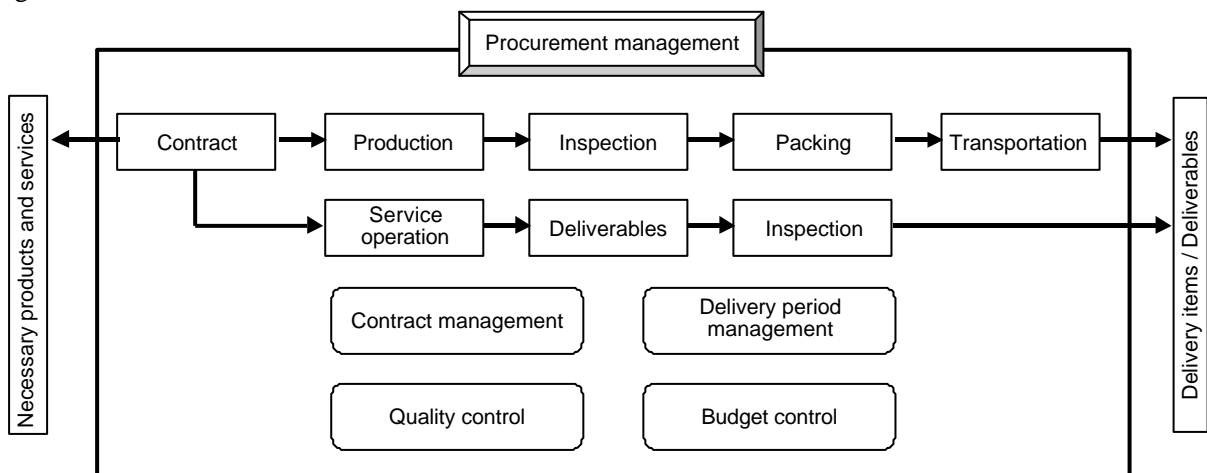 Procurement management
Necessary products and services
Contract
Production
Inspection
Packing
Transportation
Service
operation
Deliverables
Inspection
Contract management
Delivery period
management
Quality control
Budget control
Delivery items / Deliverables